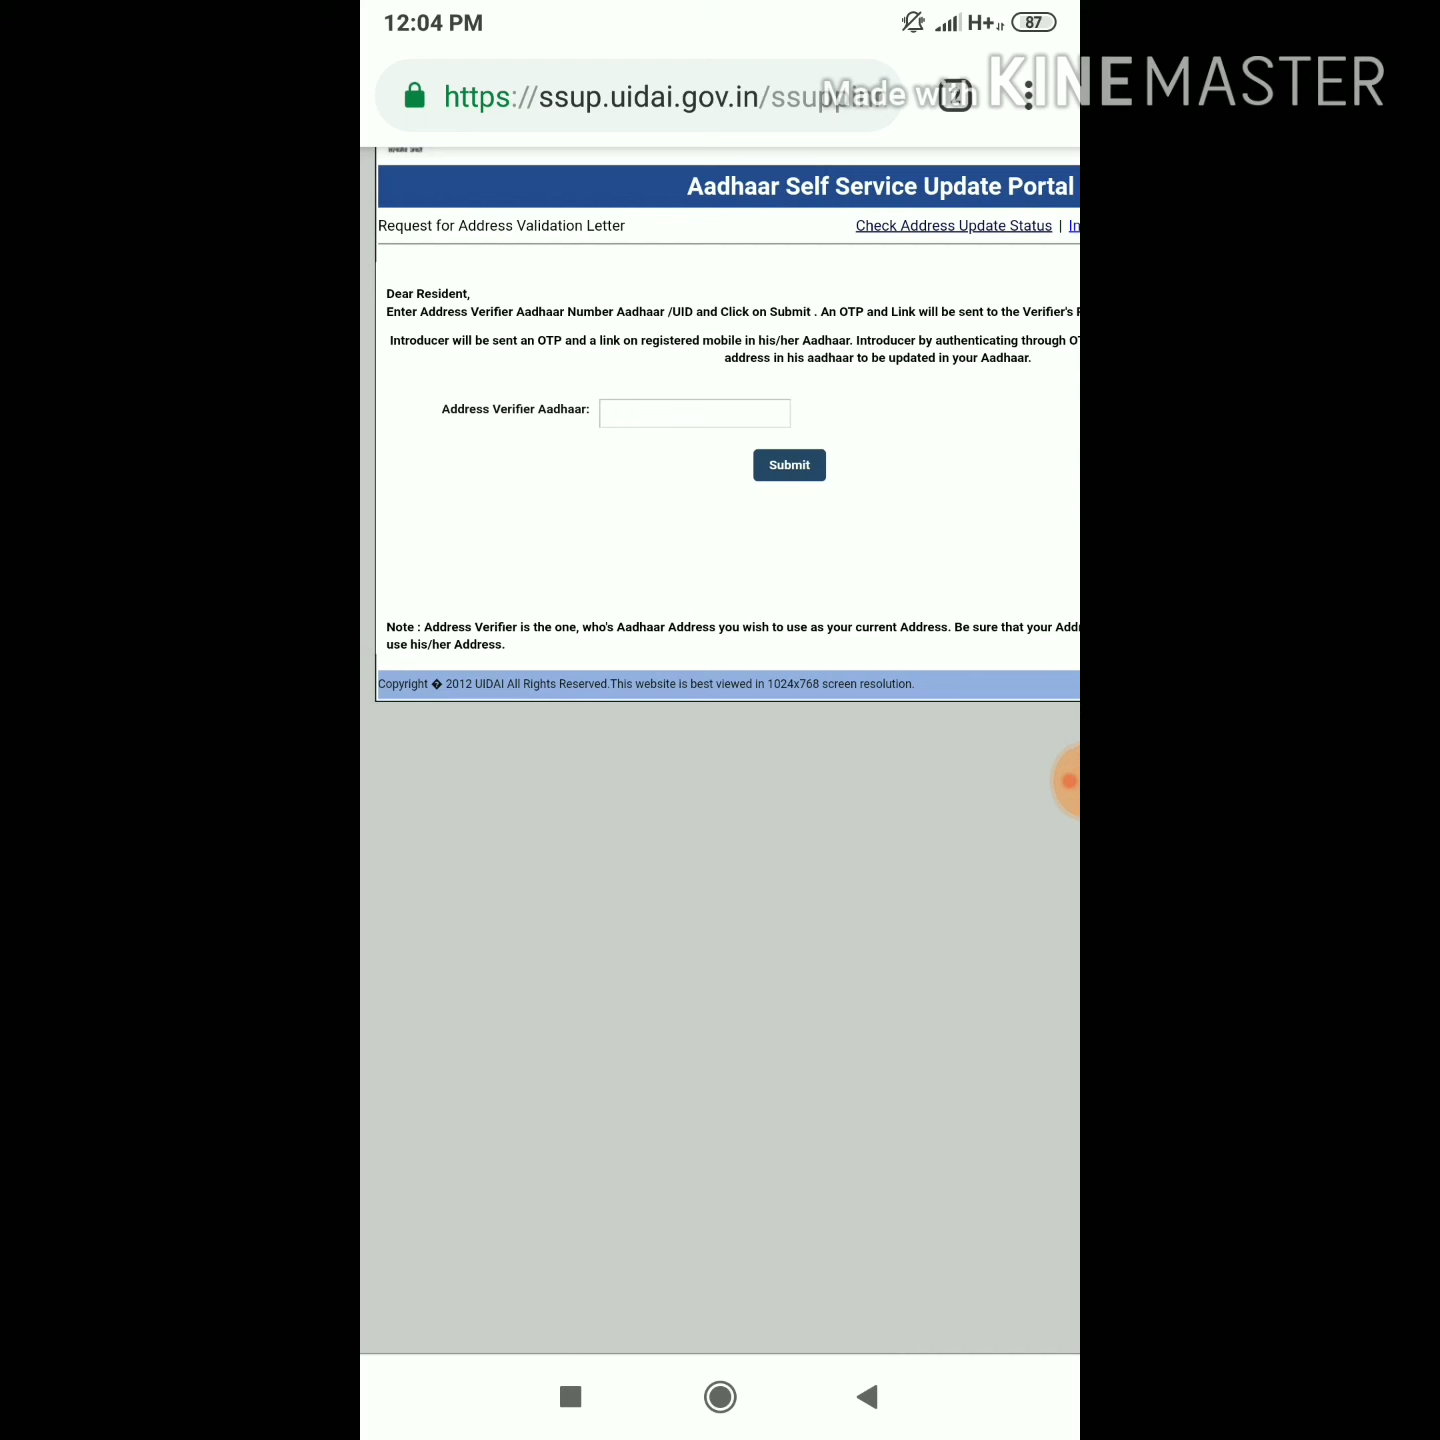 12:04 PM
H+
87
https://ssup.uidai.gov.in/ssup
Made with KINEMASTER
Aadhaar Self Service Update Portal
Request for Address Validation Letter
Check Address Update Status |
Dear Resident,
Enter Address Verifier Aadhaar Number Aadhaar /UID and Click on Submit . An OTP and Link will be sent to the Verifier's
Introducer will be sent an OTP and a link on registered mobile in his/her Aadhaar. Introducer by authenticating through
address in his aadhaar to be updated in your Aadhaar.
Address Verifier Aadhaar:
Submit
Note : Address Verifier is the one, who's Aadhaar Address you wish to use as your current Address. Be sure that your
use his/her Address.
Copyright � 2012 UIDAI All Rights Reserved.This website is best viewed in 1024x768 screen resolution.